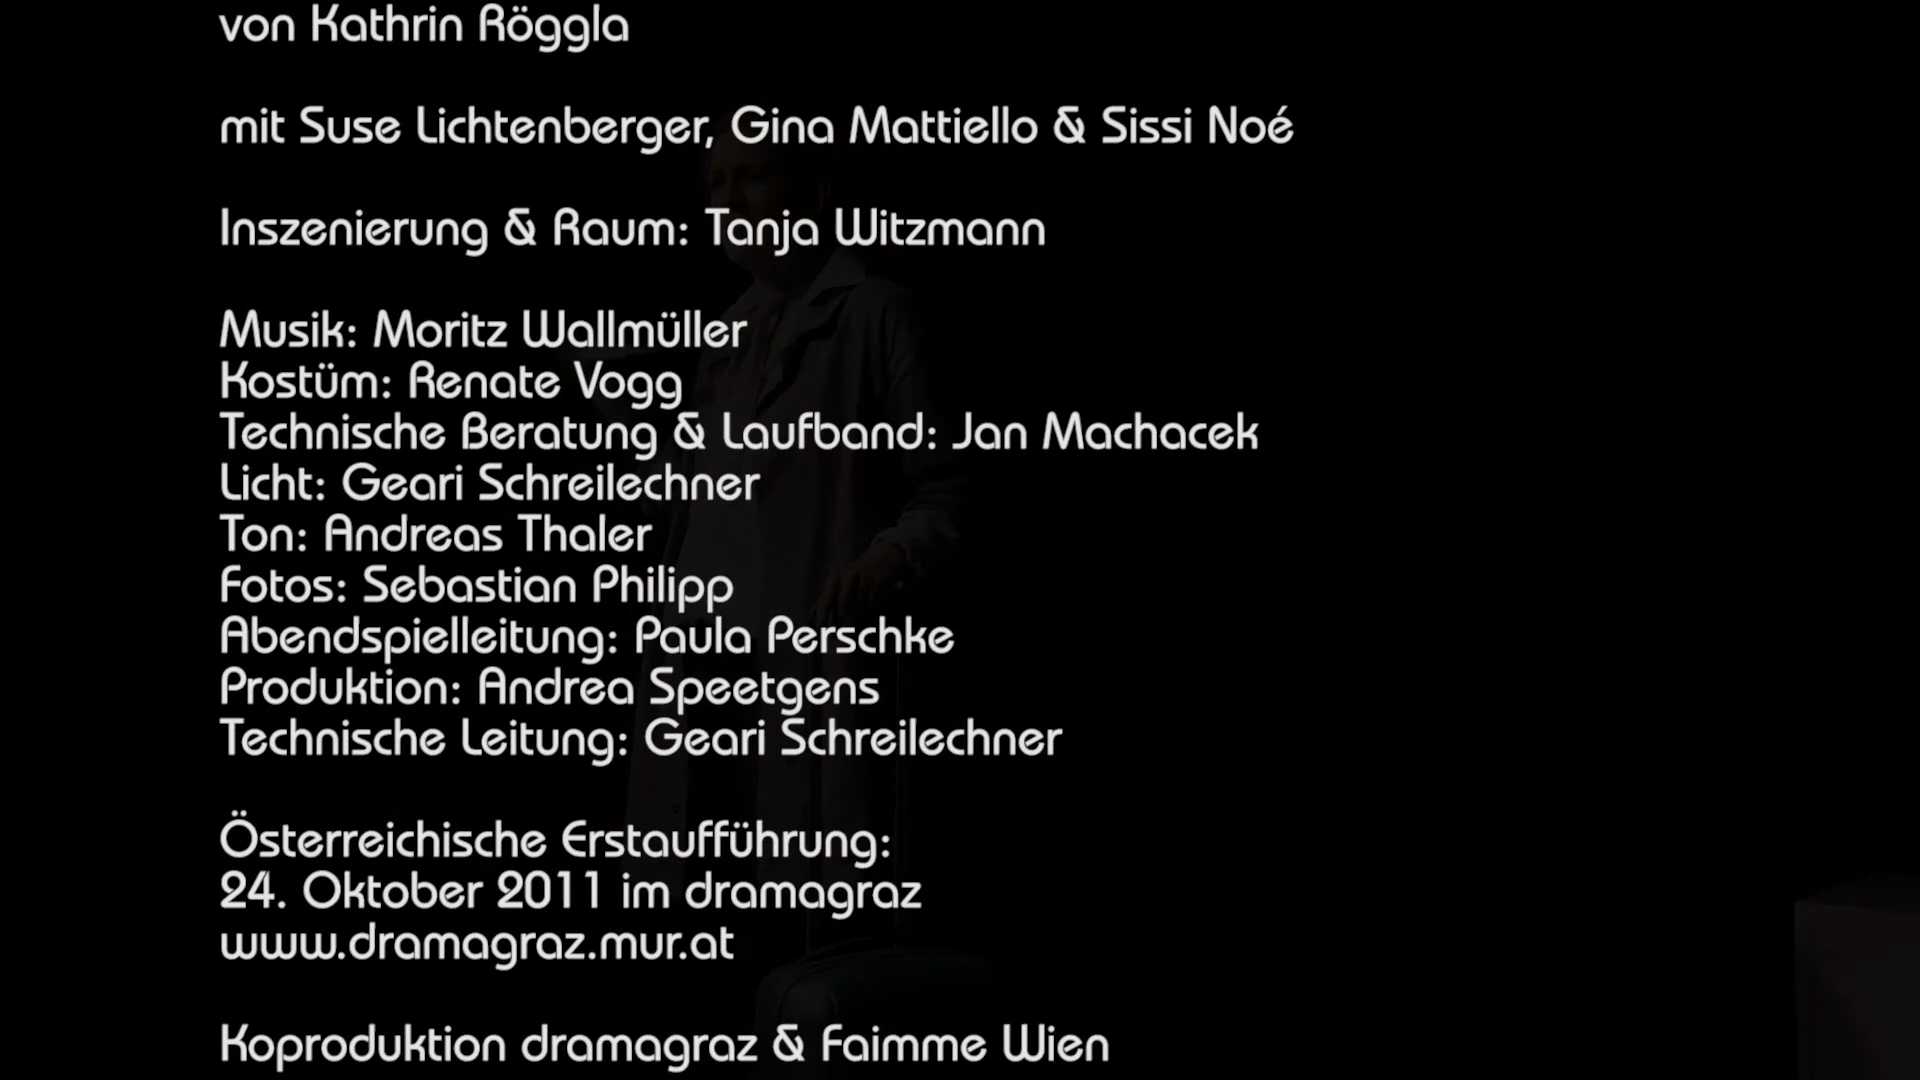 von Kathrin Röggla
mit Suse Lichtenberger, Gina Mattiello & Sissi Noé
Inszenierung & Raum: Tanja Witzmann
Musik: Moritz Wallmüller
Kostüm: Renate Vogg
Technische Beratung & Laufband: Jan Machacek
Licht: Geari Schreilechner
Ton: Andreas Thaler
Fotos: Sebastian Philipp
Abendspielleitung: Paula Perschke
Produktion: Andrea Speetgens
Technische Leitung: Geari Schreilechner
Österreichische Erstaufführung:
24. Oktober 2011 im dramagraz
www.dramagraz.mur.at
Koproduktion dramagraz & Faimme Wien